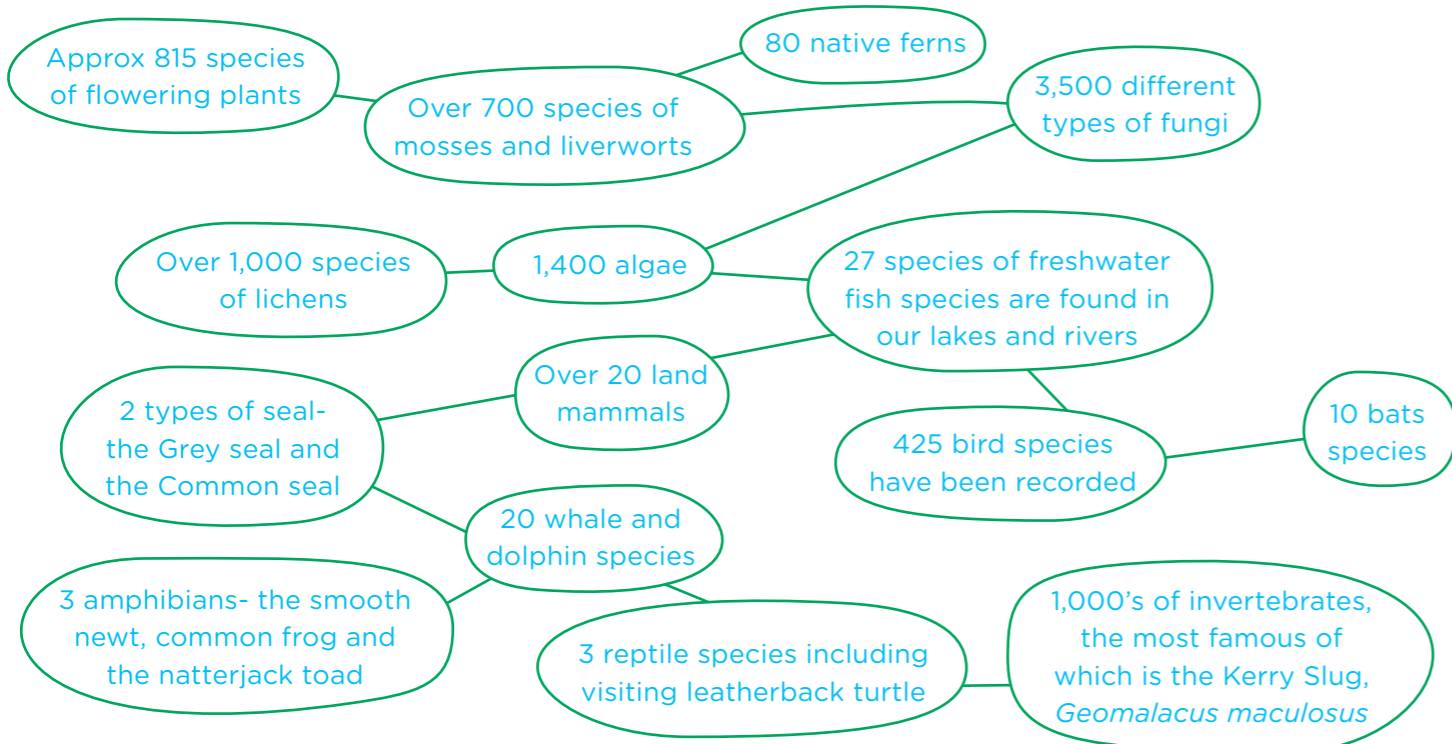 Approx 815 species
of flowering plants
80 native ferns
Over 700 species of
mosses and liverworts
3,500 different
types of fungi
Over 1,000 species
of lichens
1,400 algae
27 species of freshwater
fish species are found in
our lakes and rivers
Over 20 land
mammals
2 types of seal-
the Grey seal and
the Common seal
425 bird species
have been recorded
10 bats
species
20 whale and
dolphin species
3 amphibians- the smooth
newt, common frog and
the natterjack toad
3 reptile species including
visiting leatherback turtle
1,000’s of invertebrates,
the most famous of
which is the Kerry Slug,
Geomalacus maculosus